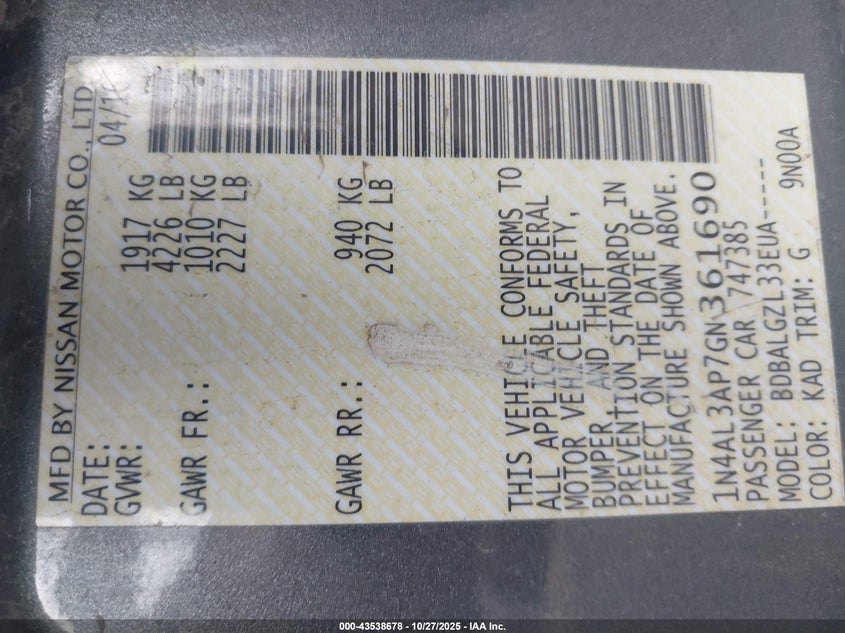 MFD BY NISSAN MOTOR CO., LTD
DATE: 04/16
GVWR: 1917 KG
4226 LB
GAWR FR.: 1010 KG
2227 LB
GAWR RR.: 940 KG
2072 LB
THIS VEHICLE CONFORMS TO
ALL APPLICABLE FEDERAL
MOTOR VEHICLE SAFETY,
BUMPER AND THEFT
PREVENTION STANDARDS IN
EFFECT ON THE DATE OF
MANUFACTURE SHOWN ABOVE.
1N4AL3AP7GN361690
PASSENGER CAR 747385
MODEL: BDBALGZL33EUA-----
COLOR: KAD TRIM: G 9N00A
000-43538678 - 10/27/2025 - IAA Inc.